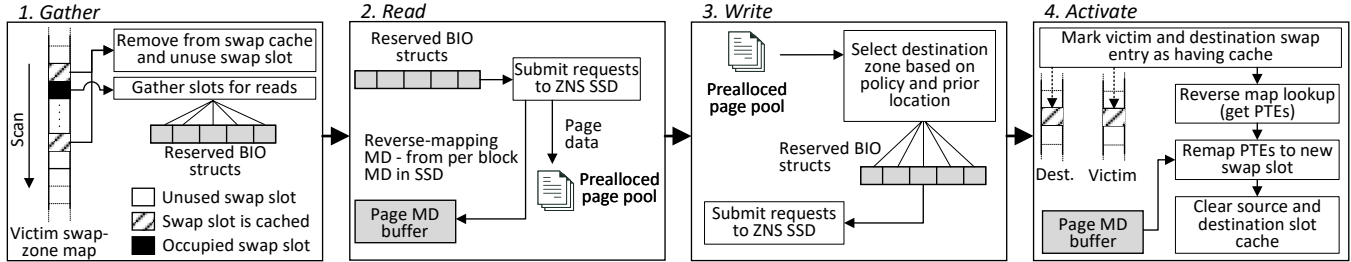 1. Gather
Remove from swap cache
and unuse swap slot
Gather slots for reads
Scan
Reserved BIO
structs
Unused swap slot
Swap slot is cached
Occupied swap slot
Victim swap-
zone map
2. Read
Reserved BIO
structs
Submit requests
to ZNS SSD
Reverse-mapping
MD - from per block
MD in SSD
Page
data
Prealloced
page pool
Page MD
buffer
3. Write
Prealloced
page pool
Select destination
zone based on
policy and prior
location
Reserved BIO
structs
Submit requests
to ZNS SSD
4. Activate
Mark victim and destination swap
entry as having cache
Reverse map lookup
(get PTEs)
Remap PTEs to new
swap slot
Dest.
Victim
Page MD
buffer
Clear source and
destination slot
cache